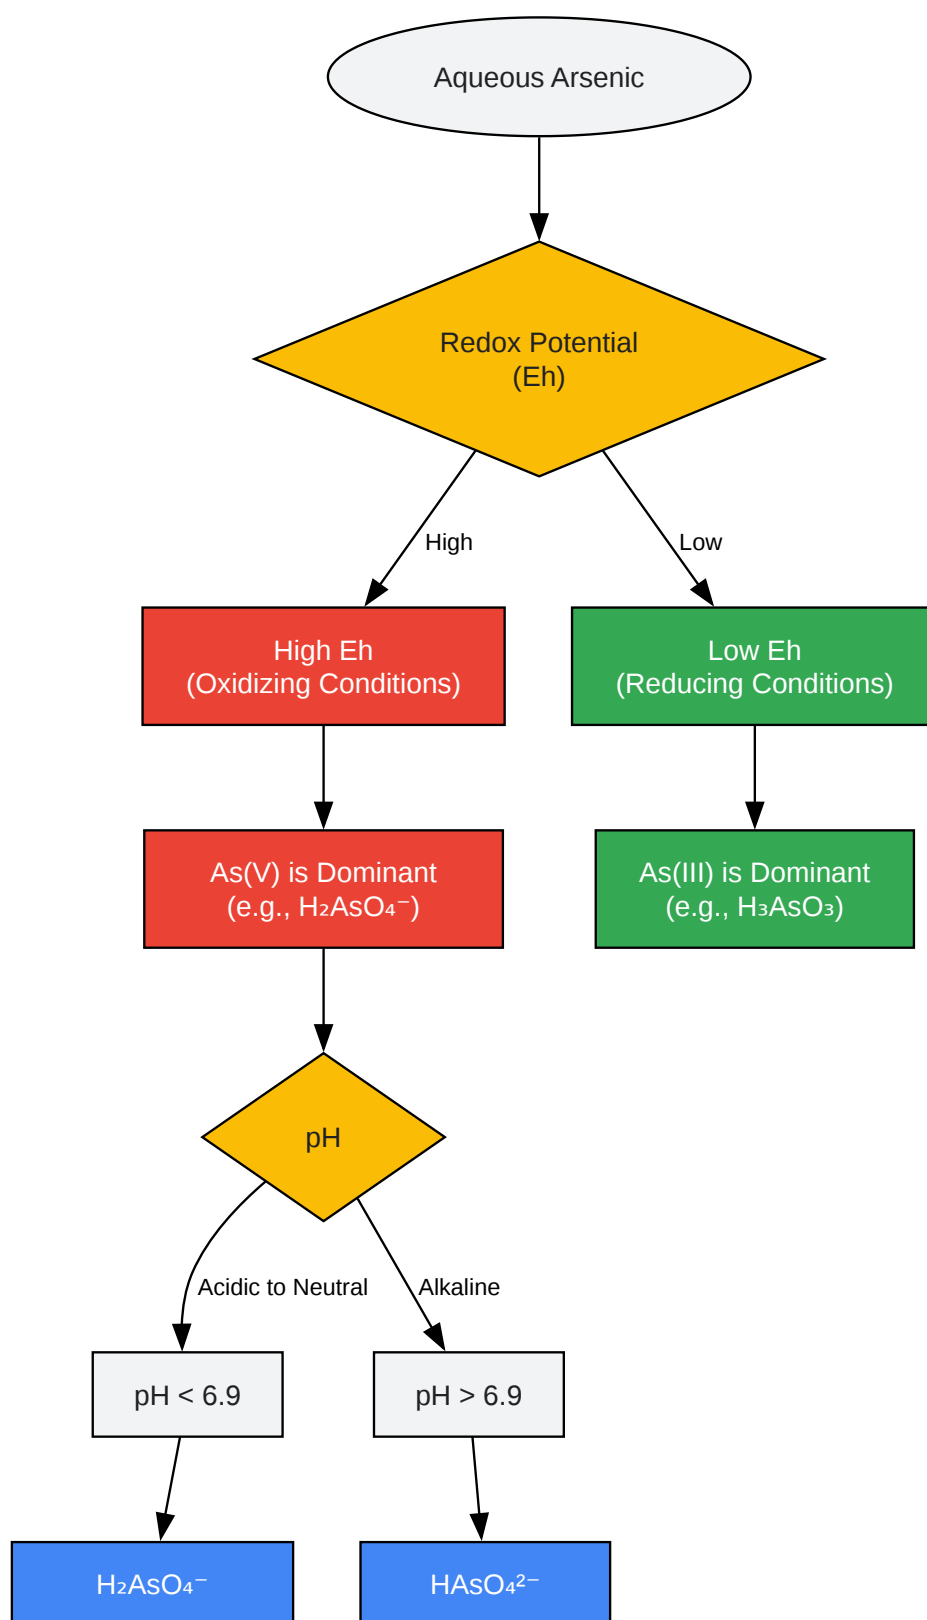 Aqueous Arsenic
Redox Potential
(Eh)
High
Low
High Eh
(Oxidizing Conditions)
Low Eh
(Reducing Conditions)
As(V) is Dominant
(e.g., H₂AsO₄⁻)
As(III) is Dominant
(e.g., H₃AsO₃)
pH
Acidic to Neutral
Alkaline
pH < 6.9
pH > 6.9
H₂AsO₄⁻
HAsO₄²⁻